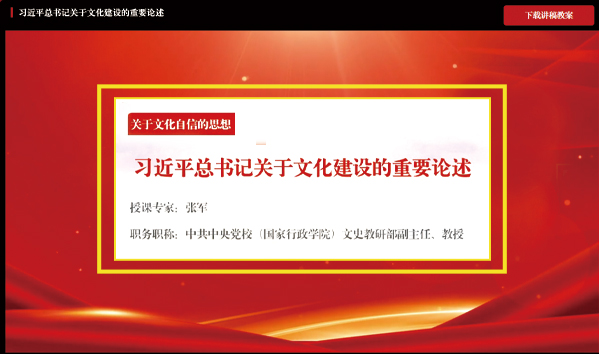 习近平总书记关于文化建设的重要论述
下载讲稿教案
关于文化自信的思想
习近平总书记关于文化建设的重要论述
授课专家：张军
职务职称：中共中央党校（国家行政学院）文史教研部副主任、教授